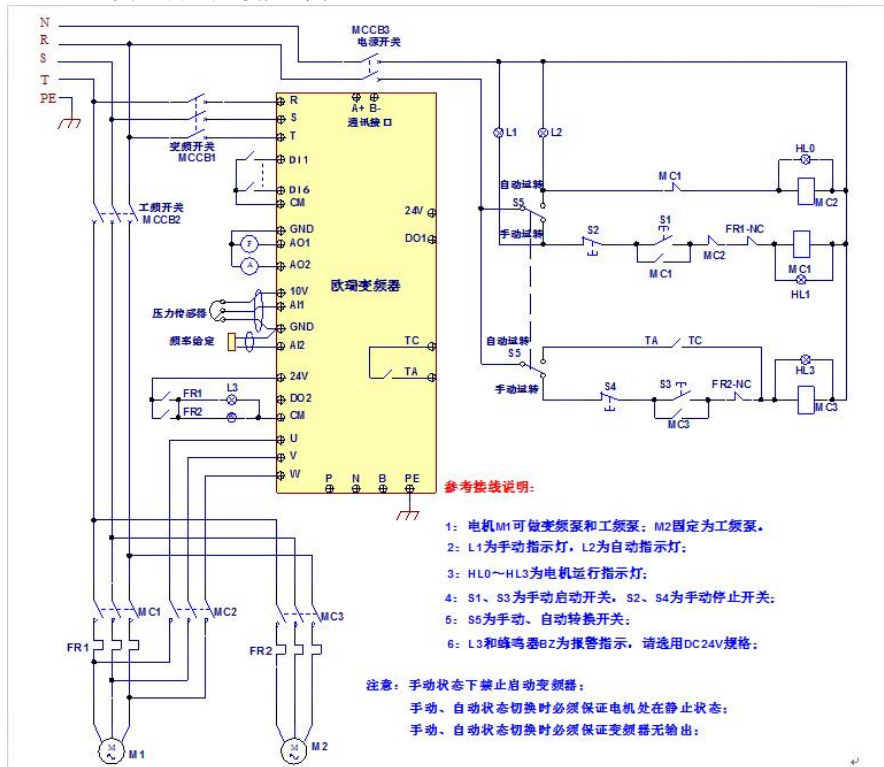 N
R
S
T
PE
MCCB3
电源开关
变频开关
MCCB1
工频开关
MCCB2
R
S
T
DI1
DI6
CM
GND
AO1
AO2
10V
AI1
GND
AI2
24V
DO2
CM
U
V
W
A+ B-
通讯接口
24V
DO1
欧瑞变频器
TC
TA
P N B PE
F
A
压力传感器
频率给定
FR1
L3
FR2
L1
L2
HL0
MC1
MC2
自动运转
S5
手动运转
S2
S1
FR1-NC
MC1
MC2
MC1
HL1
自动运转
S5
手动运转
TA
TC
HL3
S4
S3
FR2-NC
MC3
MC3
MC1
MC2
MC3
FR1
FR2
M
M1
M
M2
参考接线说明:
1: 电机M1可做变频泵和工频泵; M2固定为工频泵。
2: L1为手动指示灯, L2为自动指示灯;
3: HL0~HL3为电机运行指示灯;
4: S1、S3为手动启动开关, S2、S4为手动停止开关;
5: S5为手动、自动转换开关;
6: L3和蜂鸣器BZ为报警指示, 请选用DC24V规格;
注意: 手动状态下禁止启动变频器;
手动、自动状态切换时必须保证电机处在静止状态;
手动、自动状态切换时必须保证变频器无输出;